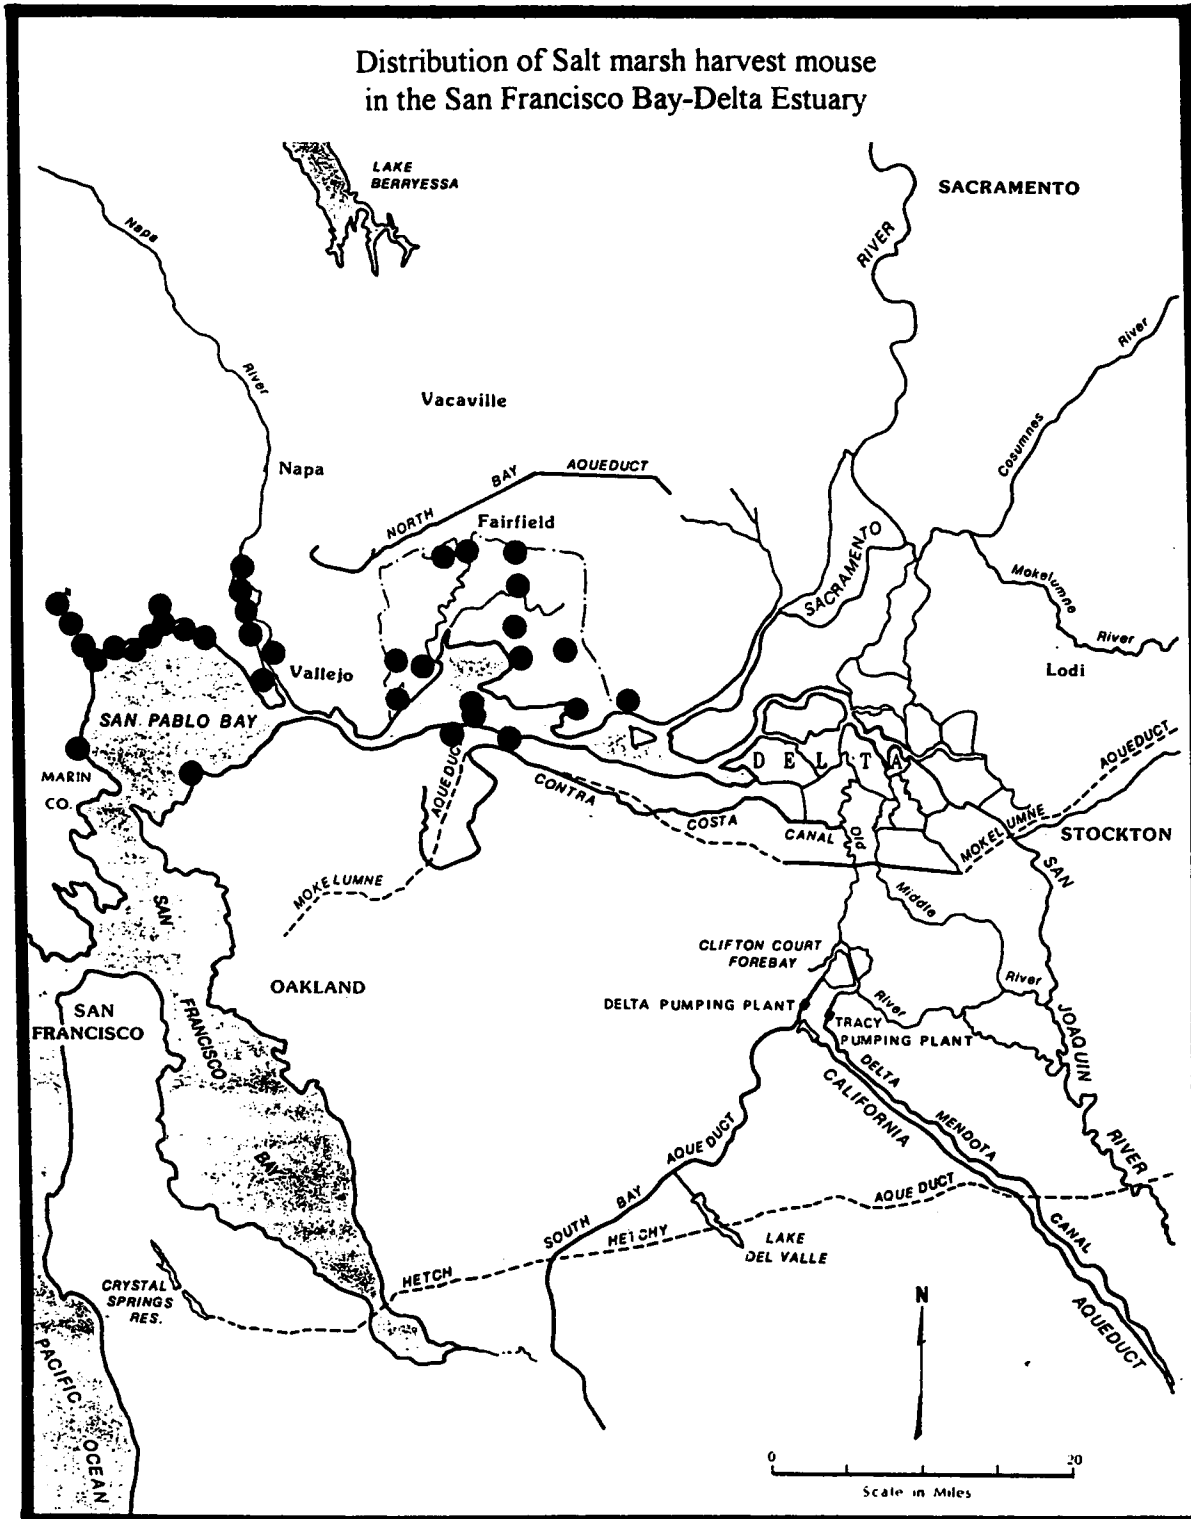 Distribution of Salt marsh harvest mouse
in the San Francisco Bay-Delta Estuary
LAKE
BERRYESSA
SACRAMENTO
Napa
RIVER
River
River
Vacaville
Cosumnes
Napa
NORTH BAY AQUEDUCT
Fairfield
SACRAMENTO
Mokelumne
River
Vallejo
Lodi
SAN PABLO BAY
MARIN
CO.
AQUEDUCT
DELTA
AQUEDUCT
CONTRA
COSTA
CANAL
Old
MOKELUMNE
STOCKTON
MOKELUMNE
SAN
SAN
Middle
CLIFTON COURT
FOREBAY
River
OAKLAND
SAN
FRANCISCO
FRANCISCO
DELTA PUMPING PLANT
River
TRACY
PUMPING PLANT
JOAQUIN
DELTA
CALIFORNIA
MENDOTA
RIVER
BAY
AQUEDUCT
AQUEDUCT
SOUTH BAY
HETCHY
LAKE
DEL VALLE
CANAL
HETCH
CRYSTAL
SPRINGS
RES.
N
AQUEDUCT
PACIFIC
OCEAN
0 20
Scale in Miles